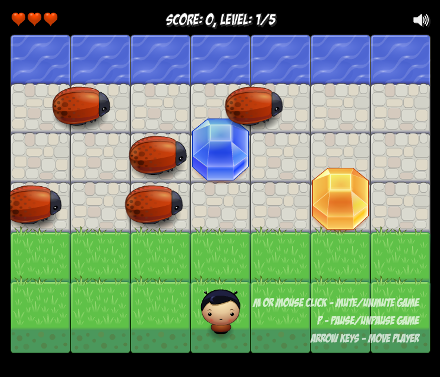 SCORE: 0, LEVEL: 1/5
M OR MOUSE CLICK - MUTE/UNMUTE GAME
P - PAUSE/UNPAUSE GAME
ARROW KEYS - MOVE PLAYER